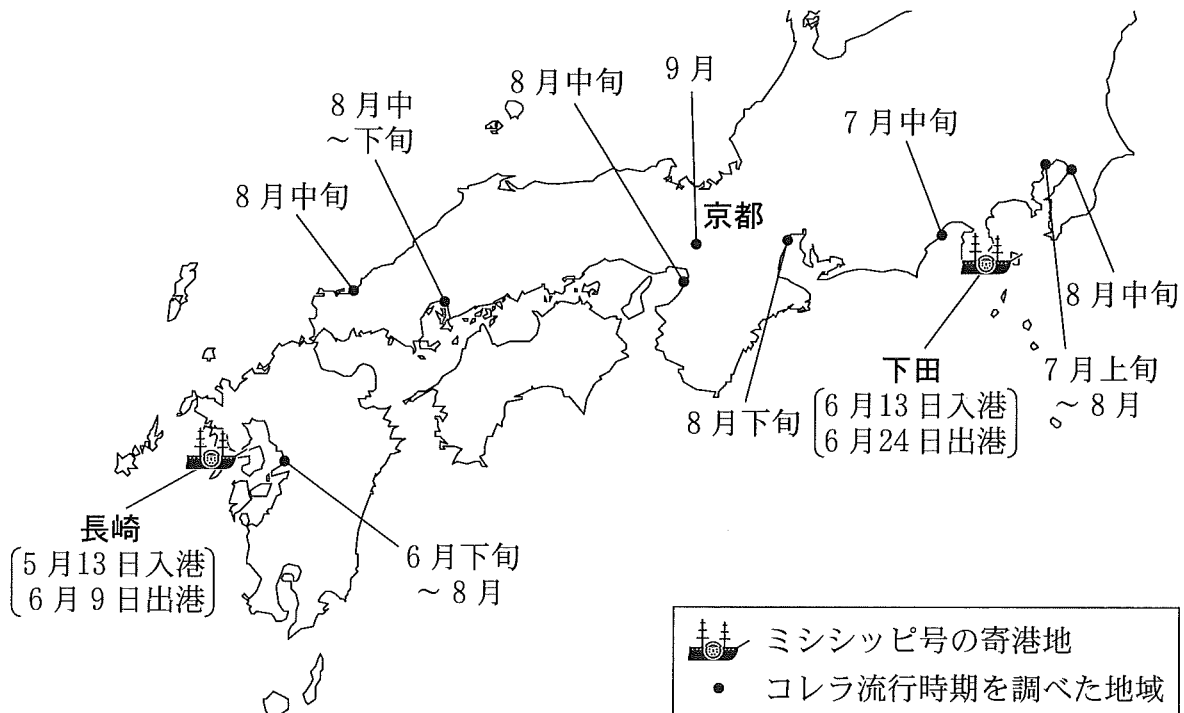 9月
8月中旬
8月中
~下旬
7月中旬
8月中旬
京都
8月中旬
下田
6月13日入港
6月24日出港
7月上旬
~8月
8月下旬
長崎
5月13日入港
6月9日出港
6月下旬
~8月
ミシシッピ号の寄港地
コレラ流行時期を調べた地域